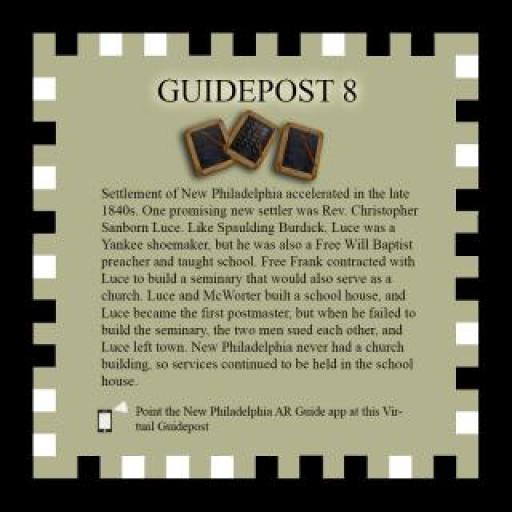 GUIDEPOST 8
Settlement of New Philadelphia accelerated in the late
1840s. One promising new settler was Rev. Christopher
Sanborn Luce. Like Spaulding Burdick, Luce was a
Yankee shoemaker, but he was also a Free Will Baptist
preacher and taught school. Free Frank contracted with
Luce to build a seminary that would also serve as a
church. Luce and McWorter built a school house, and
Luce became the first postmaster, but when he failed to
build the seminary, the two men sued each other, and
Luce left town. New Philadelphia never had a church
building, so services continued to be held in the school
house.
Point the New Philadelphia AR Guide app at this Vir-
tual Guidepost